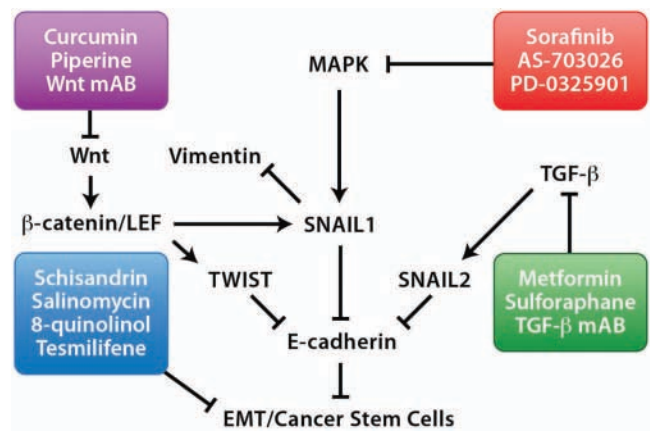 Curcumin
Piperine
Wnt mAB
MAPK
Sorafinib
AS-703026
PD-0325901
Wnt
Vimentin
TGF-β
β-catenin/LEF
SNAIL1
Schisandrin
Salinomycin
8-quinolinol
Tesmilifene
TWIST
SNAIL2
Metformin
Sulforaphane
TGF-β mAB
E-cadherin
EMT/Cancer Stem Cells